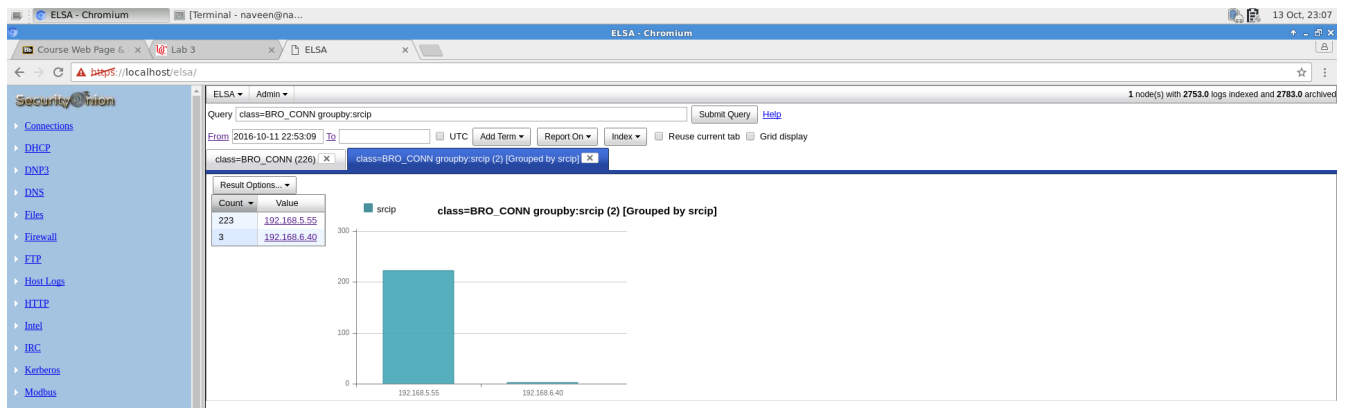 ELSA - Chromium [Terminal - naveen@na... 13 Oct, 23:07
ELSA - Chromium
Course Web Page & Lab 3 ELSA
https://localhost/elsa/
Security Onion
Connections
DHCP
DNP3
DNS
Files
Firewall
FTP
Host Logs
HTTP
Intel
IRC
Kerberos
Modbus
ELSA Admin 1 node(s) with 2753.0 logs indexed and 2783.0 archived
Query class=BRO_CONN groupby:srcip Submit Query Help
From 2016-10-11 22:53:09 To UTC Add Term Report On Index Reuse current tab Grid display
class=BRO_CONN (226) class=BRO_CONN groupby:srcip (2) [Grouped by srcip]
Result Options...
Count Value
223 192.168.5.55
3 192.168.6.40
srcip class=BRO_CONN groupby:srcip (2) [Grouped by srcip]
300
200
100
0
192.168.5.55 192.168.6.40